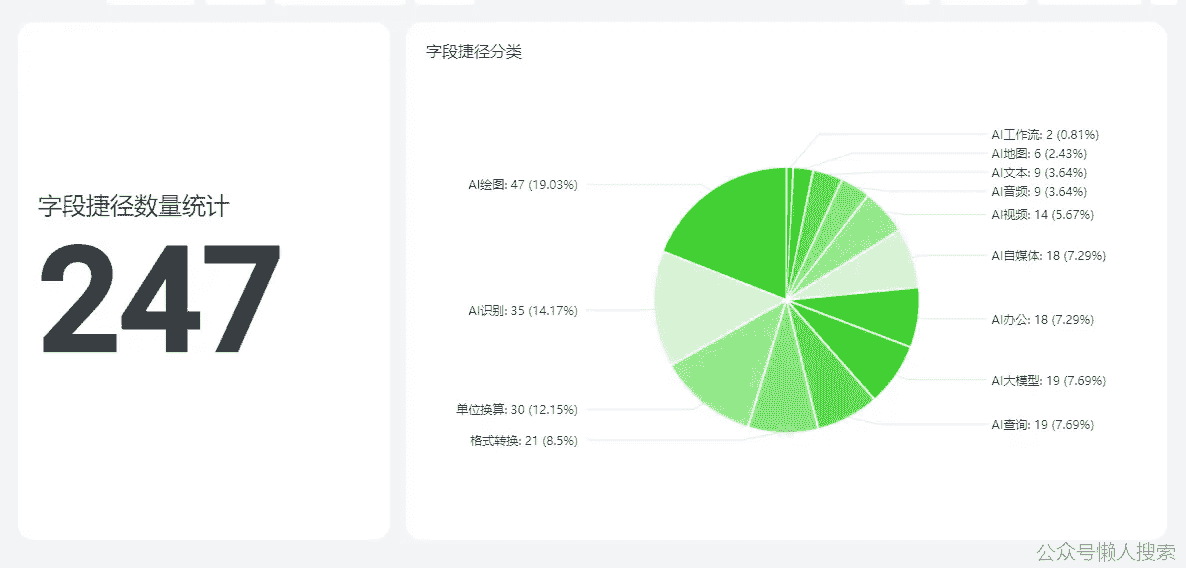 字段捷径数量统计
247
字段捷径分类
AI工作流: 2 (0.81%)
AI地图: 6 (2.43%)
AI文本: 9 (3.64%)
AI音频: 9 (3.64%)
AI视频: 14 (5.67%)
AI自媒体: 18 (7.29%)
AI办公: 18 (7.29%)
AI大模型: 19 (7.69%)
AI查询: 19 (7.69%)
格式转换: 21 (8.5%)
单位换算: 30 (12.15%)
AI识别: 35 (14.17%)
AI绘图: 47 (19.03%)
公众号懒人搜索